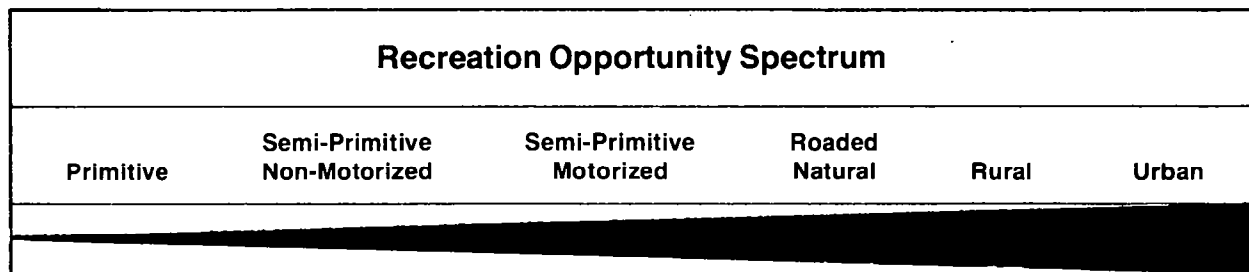 Recreation Opportunity Spectrum
Primitive
Semi-Primitive
Non-Motorized
Semi-Primitive
Motorized
Roaded
Natural
Rural
Urban